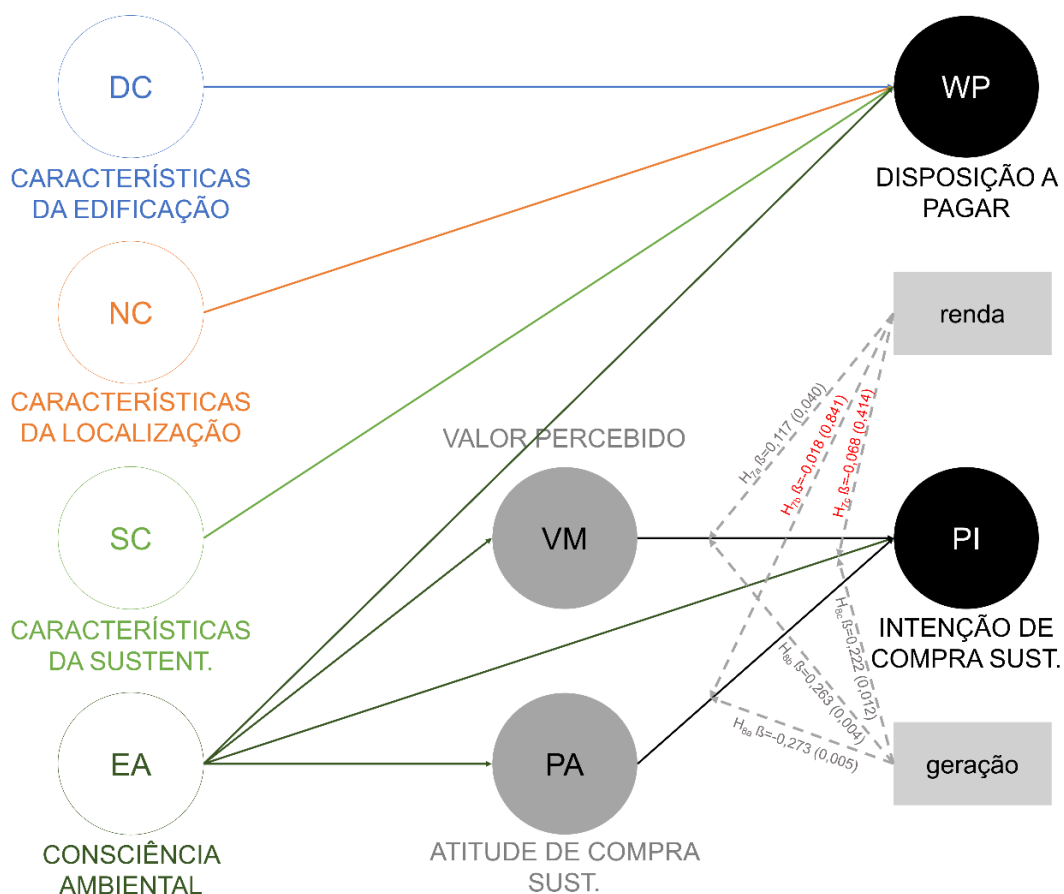 DC
CARACTERÍSTICAS
DA EDIFICAÇÃO
WP
DISPOSIÇÃO A
PAGAR
NC
CARACTERÍSTICAS
DA LOCALIZAÇÃO
renda
H7a ß=0,117 (0,040)
H7b ß=-0,018 (0,841)
H7c ß=-0,068 (0,414)
VALOR PERCEBIDO
SC
CARACTERÍSTICAS
DA SUSTENT.
VM
PI
INTENÇÃO DE
COMPRA SUST.
H8c ß=0,222 (0,012)
H8b ß=0,263 (0,004)
H8a ß=-0,273 (0,005)
EA
CONSCIÊNCIA
AMBIENTAL
PA
ATITUDE DE COMPRA
SUST.
geração